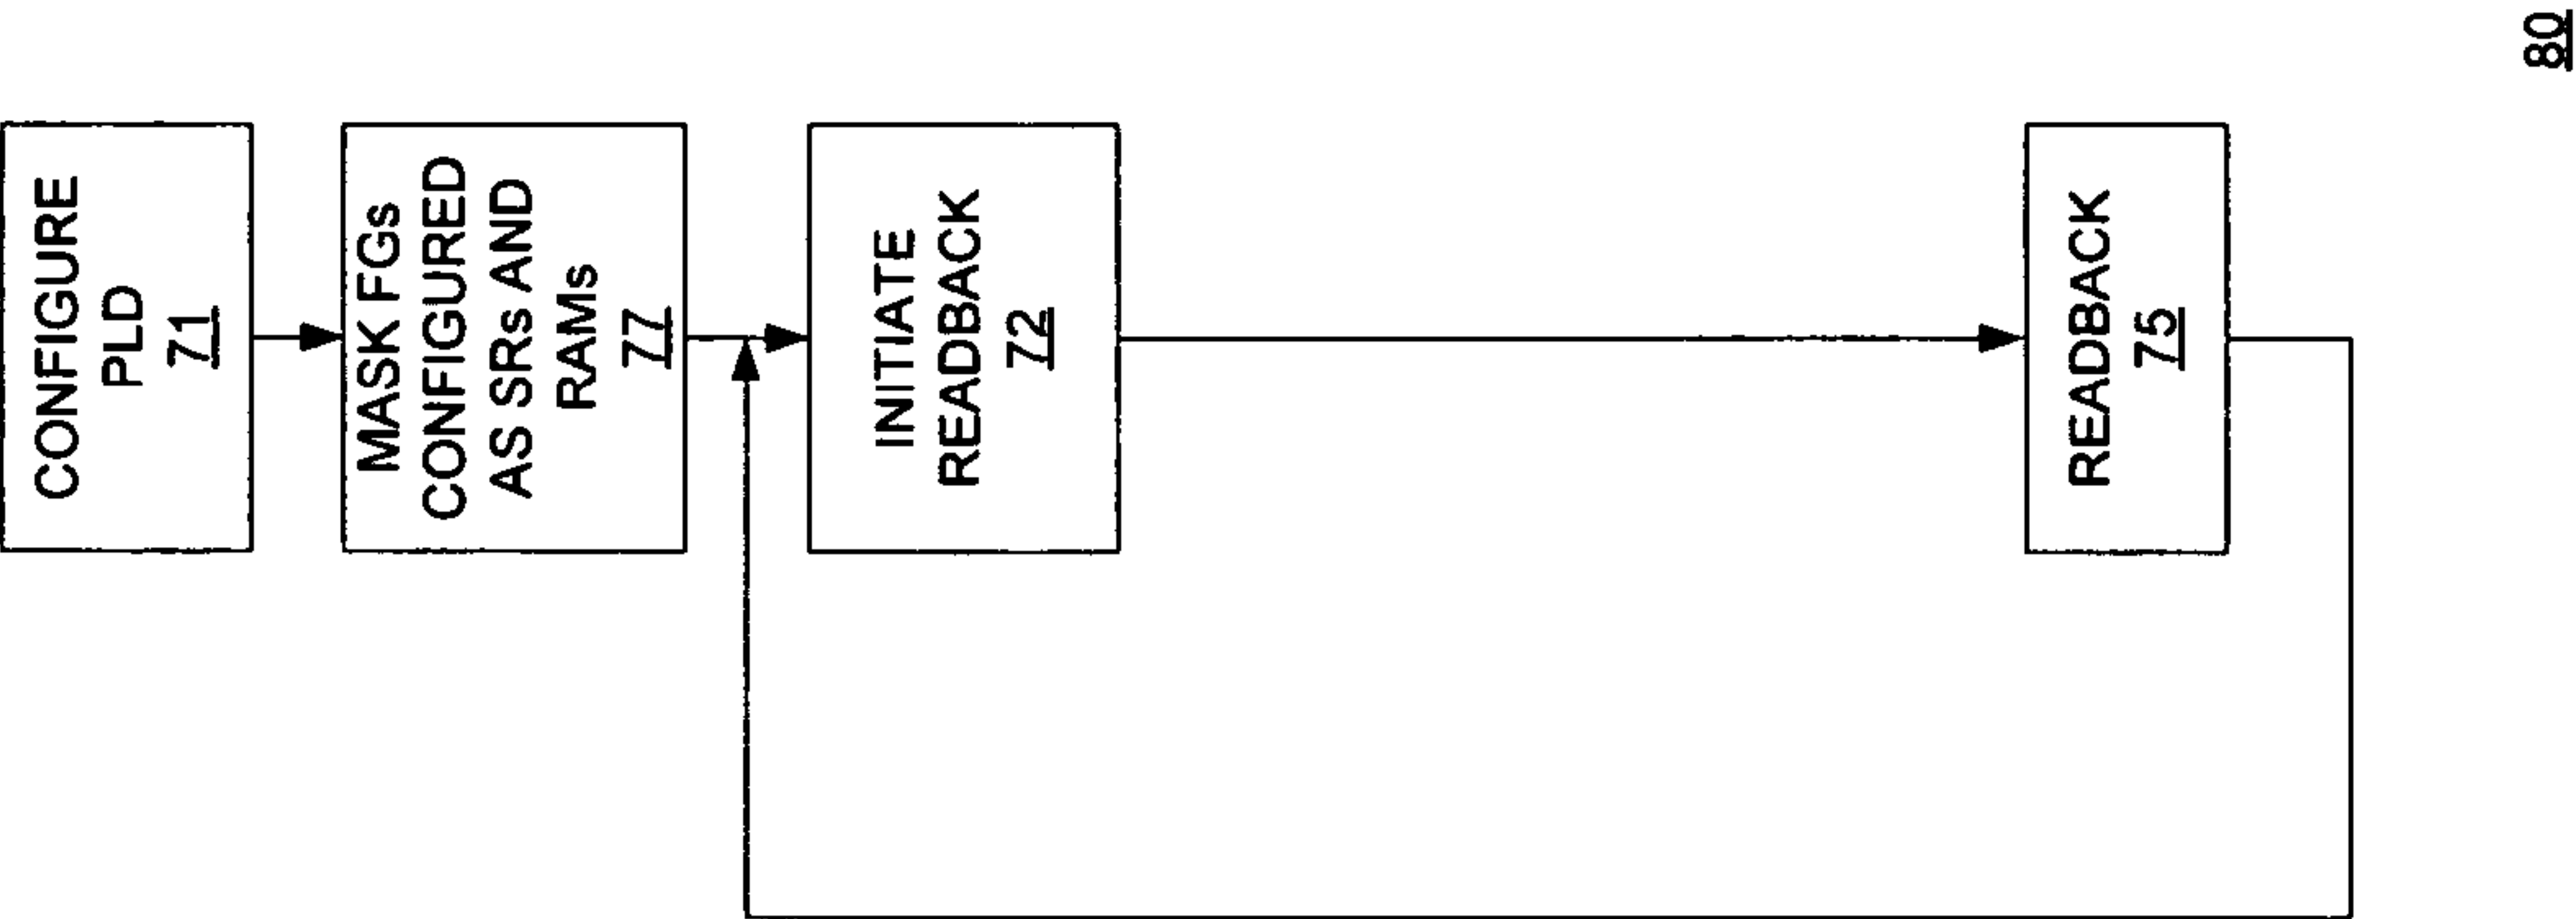 CONFIGURE
PLD
71
MASK FGs
CONFIGURED
AS SRs AND
RAMs
77
INITIATE
READBACK
72
READBACK
75
80